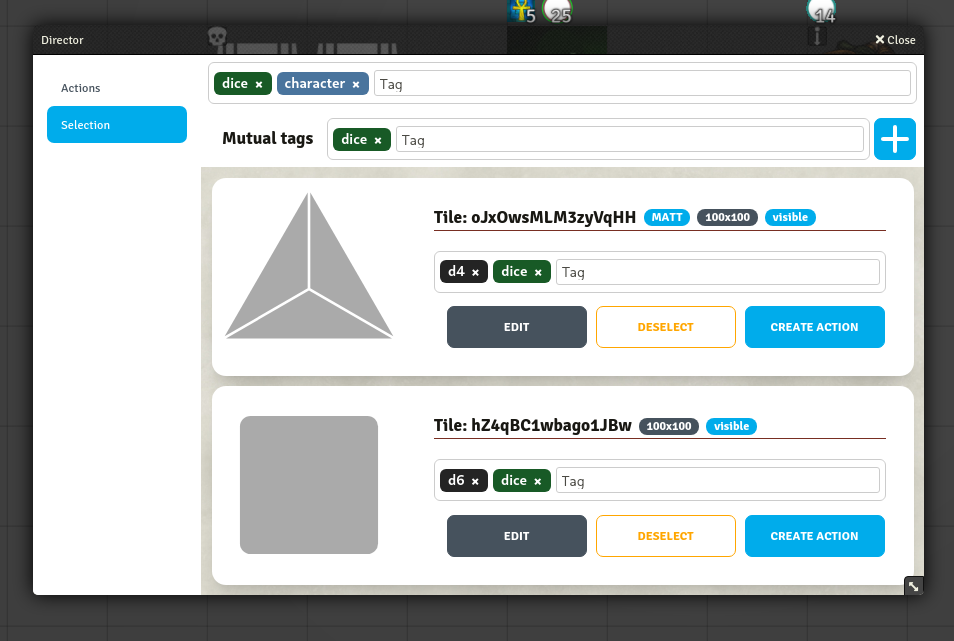 5 25 14
Director × Close
Actions
Selection
dice × character × Tag
Mutual tags dice × Tag
Tile: oJxOwsMLM3zyVqHH MATT 100x100 visible
d4 × dice × Tag
EDIT DESELECT CREATE ACTION
Tile: hZ4qBC1wbago1JBw 100x100 visible
d6 × dice × Tag
EDIT DESELECT CREATE ACTION